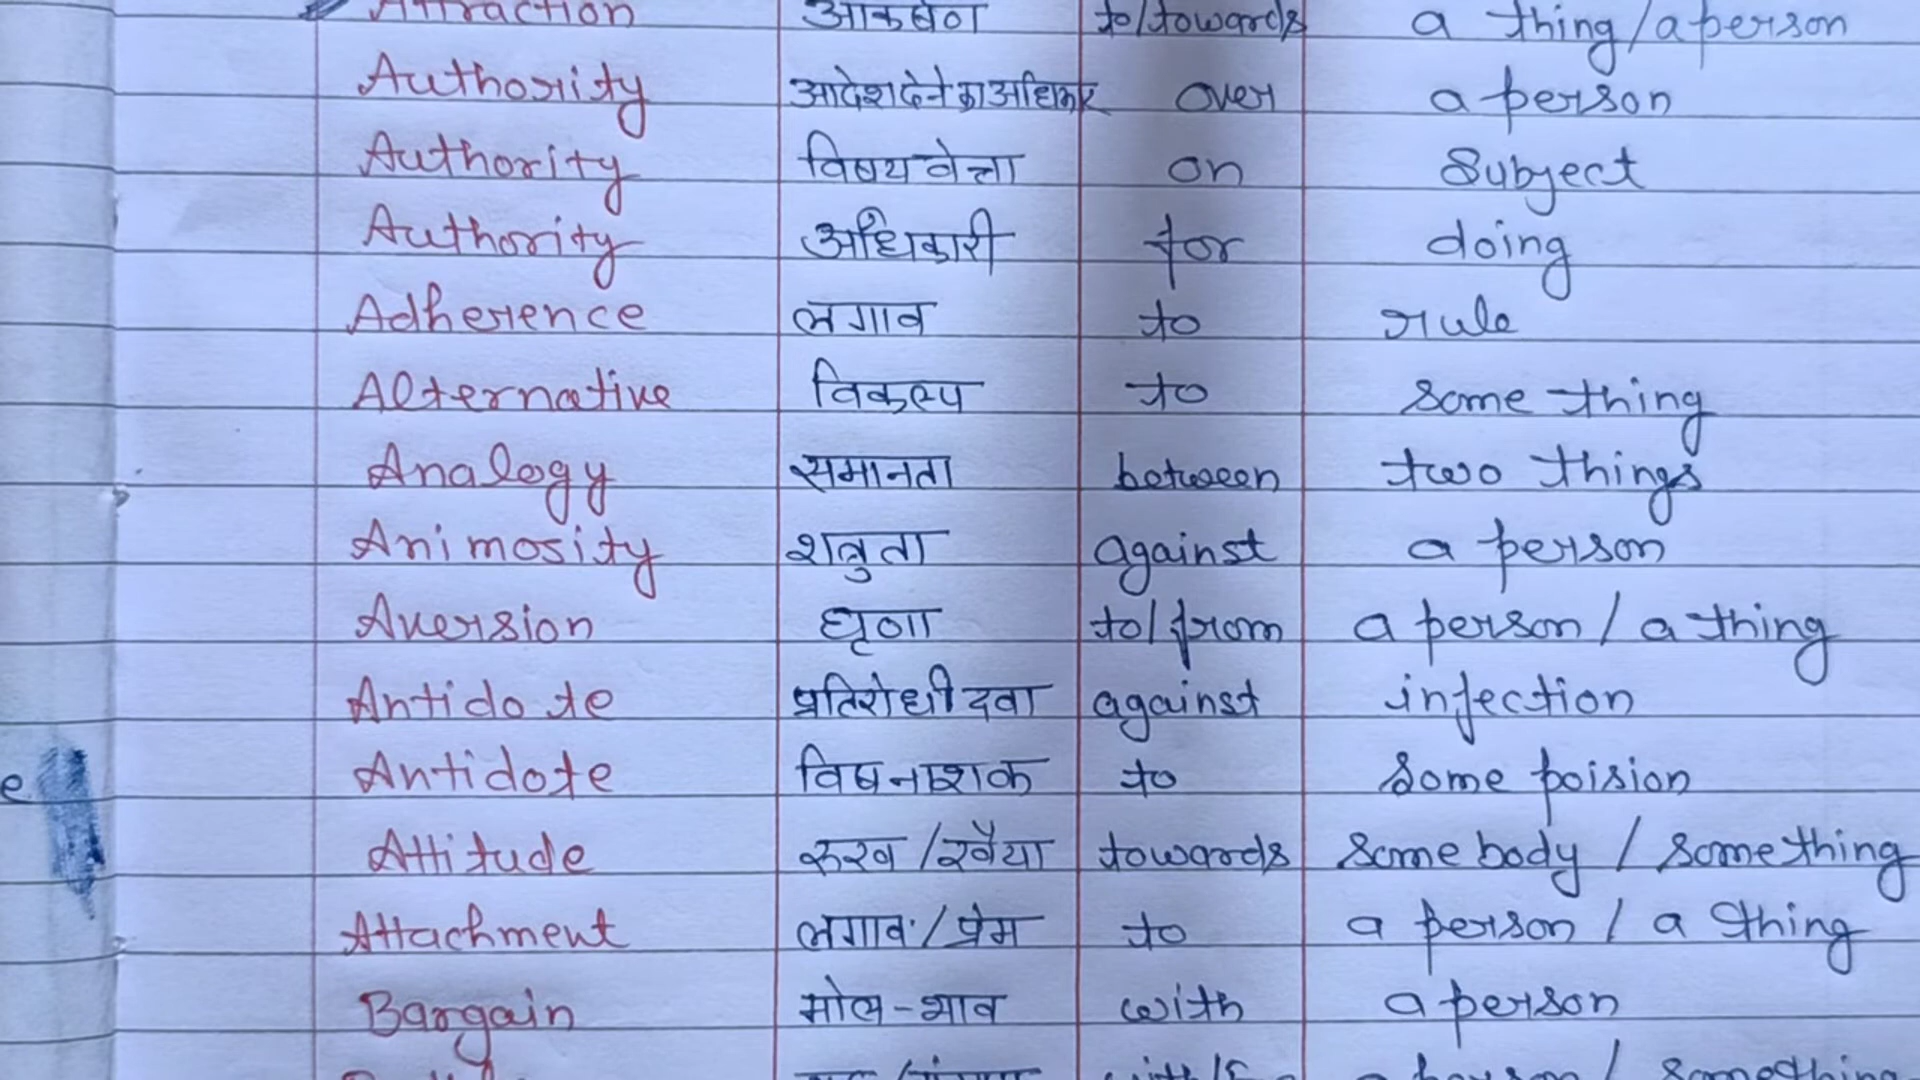 Attraction आकर्षण to/towards a thing/a person
Authority आदेश देने का अधिकार over a person
Authority विषयवेत्ता on Subject
Authority अधिकारी for doing
Adherence लगाव to rule
Alternative विकल्प to some thing
Analogy समानता between two things
Animosity शत्रुता against a person
Aversion घृणा to/from a person / a thing
Antidote प्रतिरोधी दवा against infection
Antidote विषनाशक to Some poision
Attitude रुख/रवैया towards Somebody / Something
Attachment लगाव/प्रेम to a person / a thing
Bargain मोल-भाव with a person
a person / Something
e